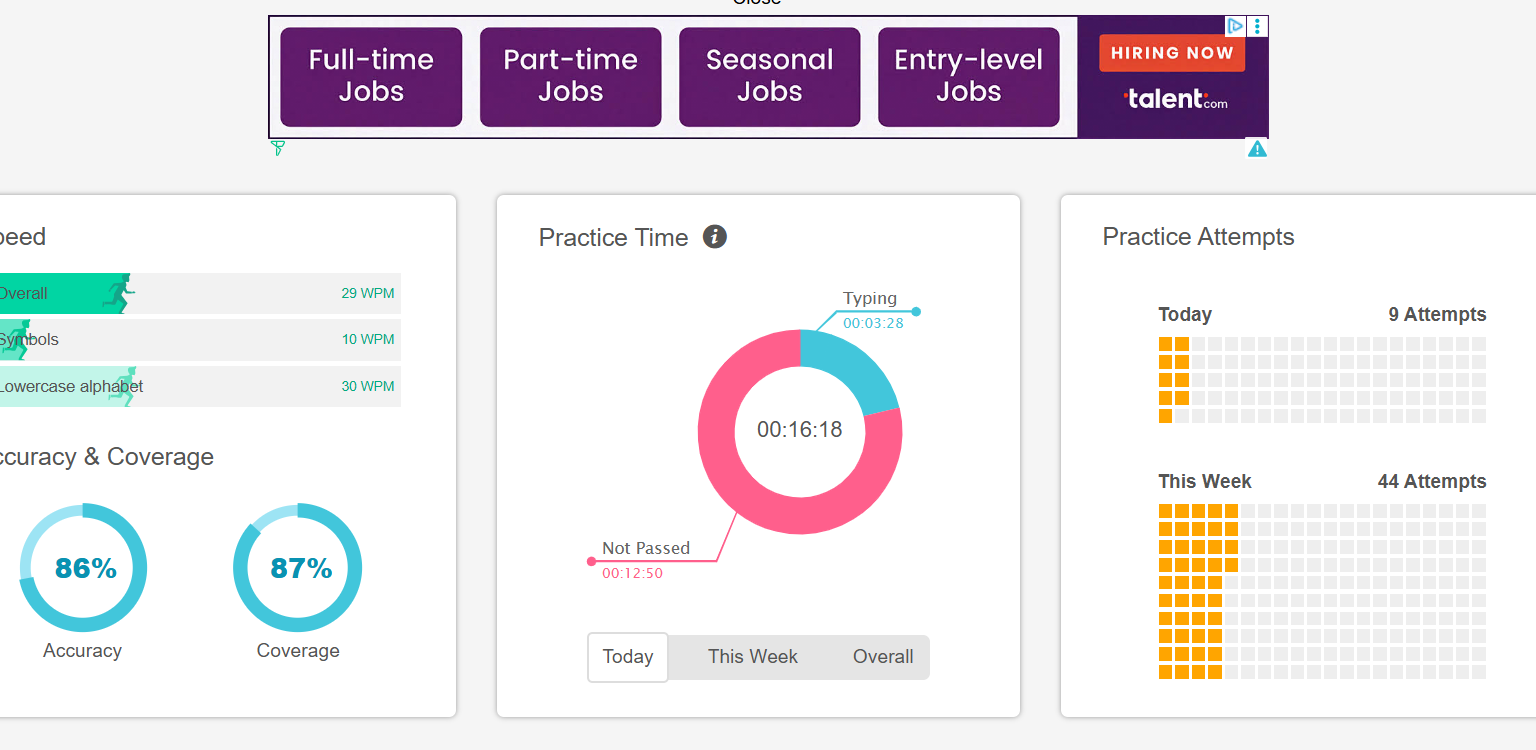 Full-time
Jobs
Part-time
Jobs
Seasonal
Jobs
Entry-level
Jobs
HIRING NOW
talent.com
peed
Overall
29 WPM
Symbols
10 WPM
Lowercase alphabet
30 WPM
ccuracy & Coverage
86%
Accuracy
87%
Coverage
Practice Time i
Typing
00:03:28
00:16:18
Not Passed
00:12:50
Today
This Week
Overall
Practice Attempts
Today
9 Attempts
This Week
44 Attempts